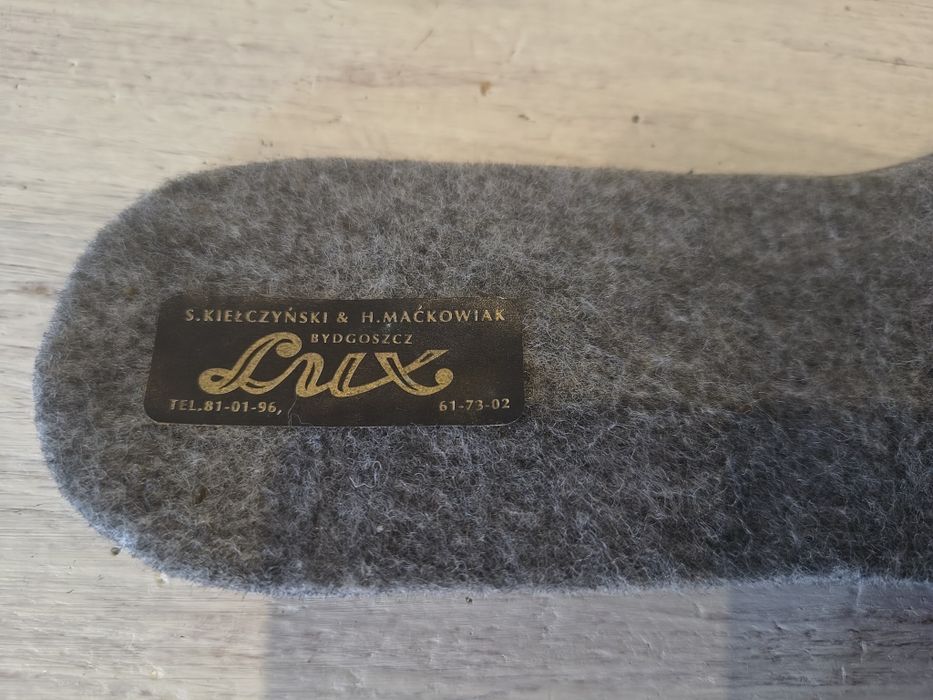 S.KIEŁCZYŃSKI & H.MAĆKOWIAK
BYDGOSZCZ
Lux
TEL.81-01-96, 61-73-02